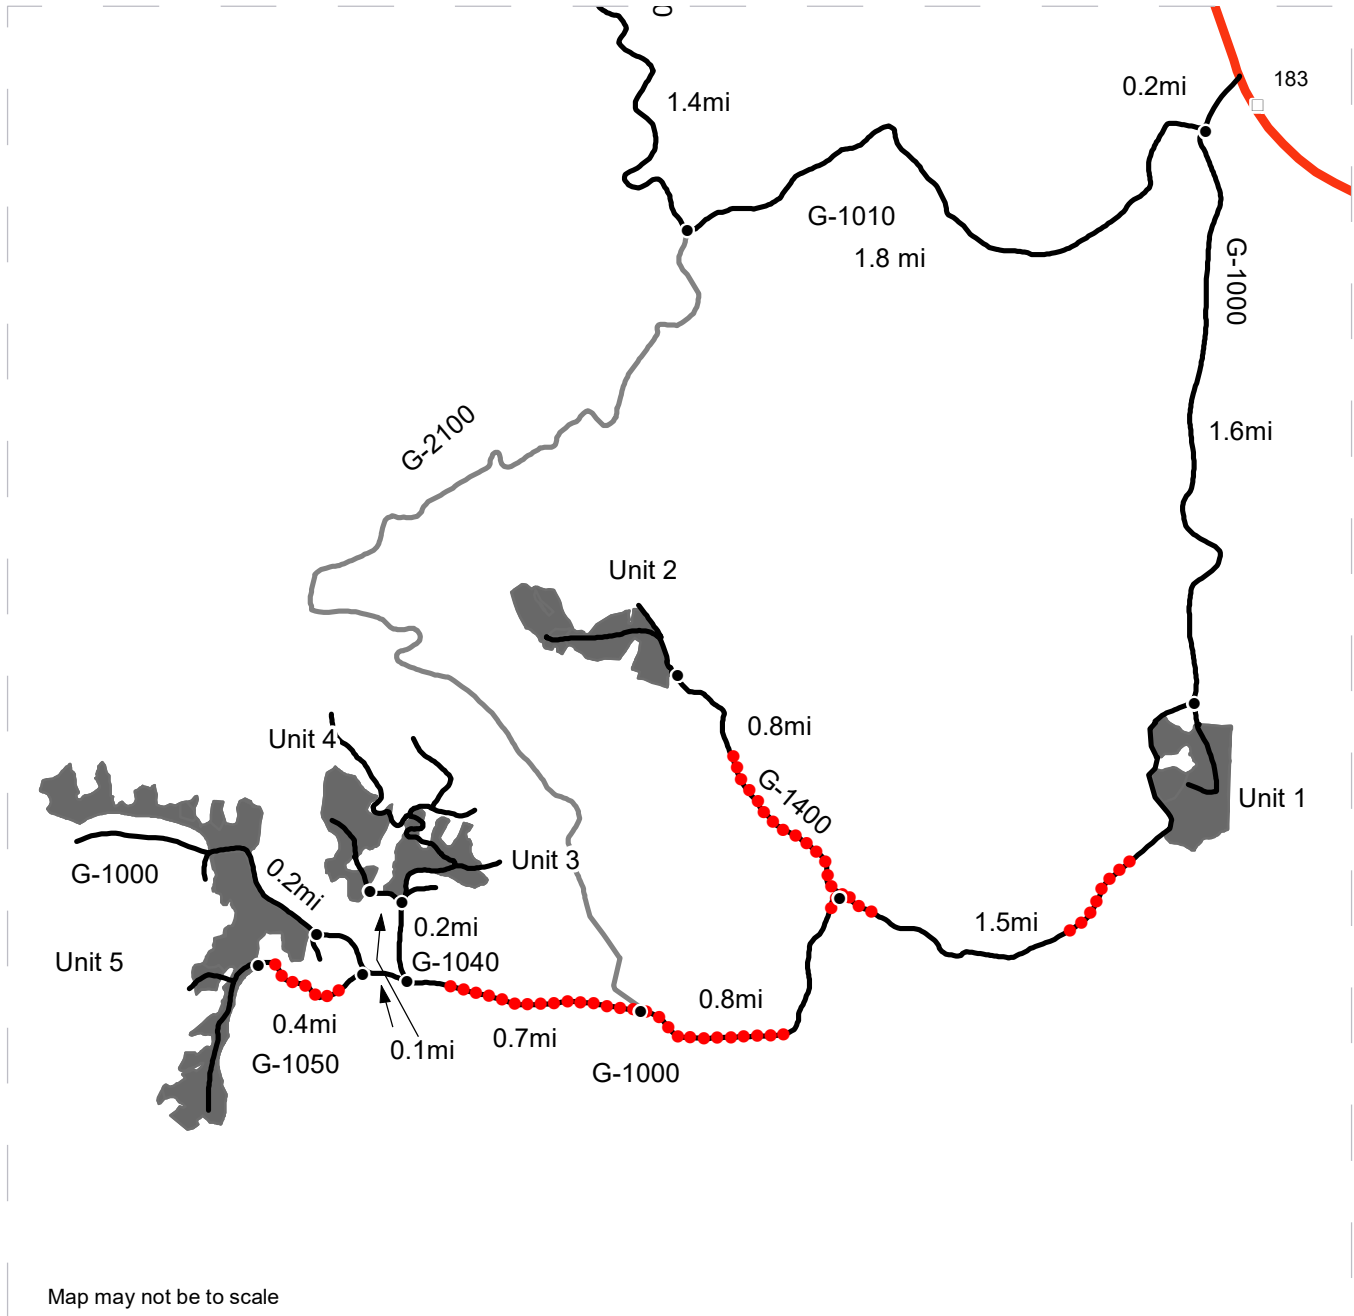 183
0.2mi
1.4mi
G-1010
1.8 mi
G-1000
1.6mi
G-2100
Unit 2
0.8mi
Unit 4
G-1400
Unit 1
Unit 3
G-1000
0.2mi
0.2mi
1.5mi
Unit 5
G-1040
0.8mi
0.4mi
0.7mi
0.1mi
G-1050
G-1000
Map may not be to scale